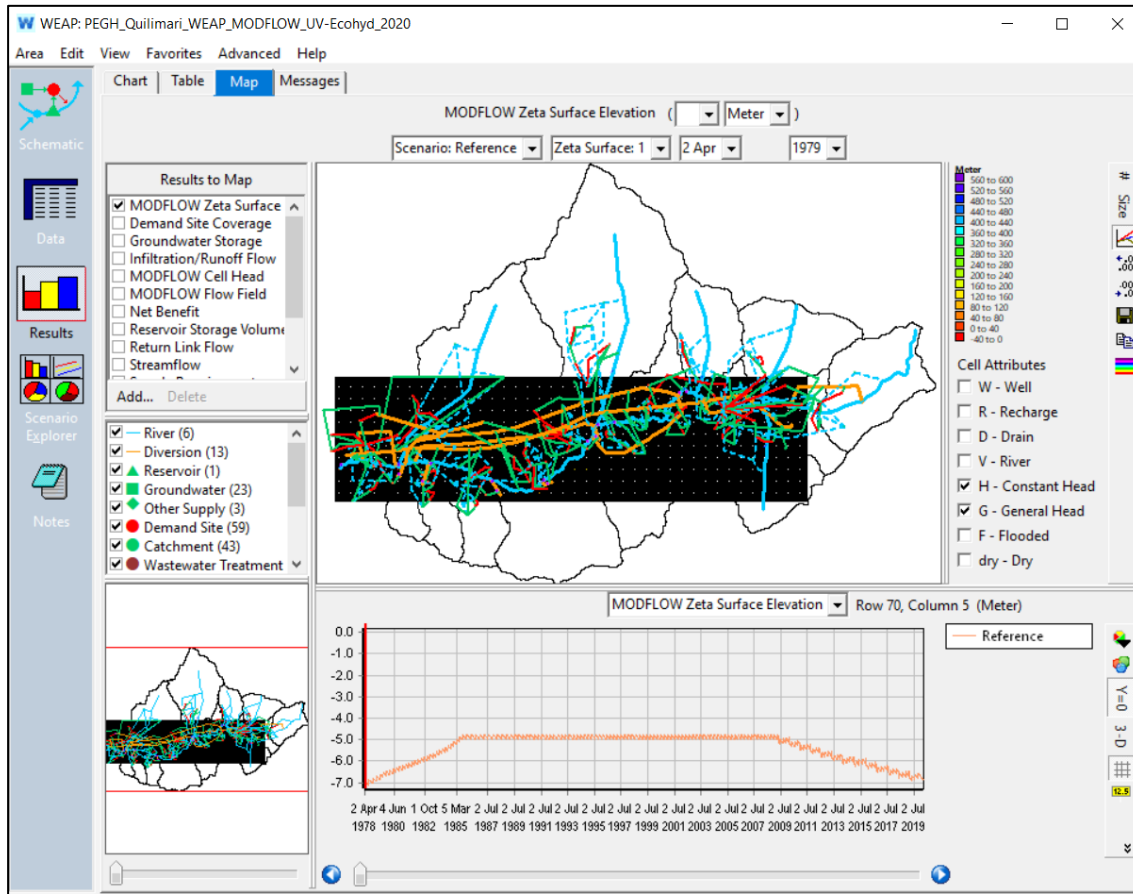 WEAP: PEGH_Quilimari_WEAP_MODFLOW_UV-Ecohyd_2020
Area Edit View Favorites Advanced Help
Chart Table Map Messages
MODFLOW Zeta Surface Elevation ( Meter )
Scenario: Reference Zeta Surface: 1 2 Apr 1979
Schematic
Data
Results
Scenario
Explorer
Notes
Results to Map
MODFLOW Zeta Surface
Demand Site Coverage
Groundwater Storage
Infiltration/Runoff Flow
MODFLOW Cell Head
MODFLOW Flow Field
Net Benefit
Reservoir Storage Volume
Return Link Flow
Streamflow
Add... Delete
River (6)
Diversion (13)
Reservoir (1)
Groundwater (23)
Other Supply (3)
Demand Site (59)
Catchment (43)
Wastewater Treatment
Meter
560 to 600
520 to 560
480 to 520
440 to 480
400 to 440
360 to 400
320 to 360
280 to 320
240 to 280
200 to 240
160 to 200
120 to 160
80 to 120
40 to 80
0 to 40
-40 to 0
Cell Attributes
W - Well
R - Recharge
D - Drain
V - River
H - Constant Head
G - General Head
F - Flooded
dry - Dry
#
Size
MODFLOW Zeta Surface Elevation Row 70, Column 5 (Meter)
Reference
0.0
-1.0
-2.0
-3.0
-4.0
-5.0
-6.0
-7.0
2 Apr 4 Jun 1 Oct 5 Mar 2 Jul 2 Jul 2 Jul 2 Jul 2 Jul 2 Jul 2 Jul 2 Jul 2 Jul 2 Jul 2 Jul 2 Jul 2 Jul 2 Jul 2 Jul 2 Jul 2 Jul
1978 1980 1982 1985 1987 1989 1991 1993 1995 1997 1999 2001 2003 2005 2007 2009 2011 2013 2015 2017 2019
Y=0
3-D
12.5